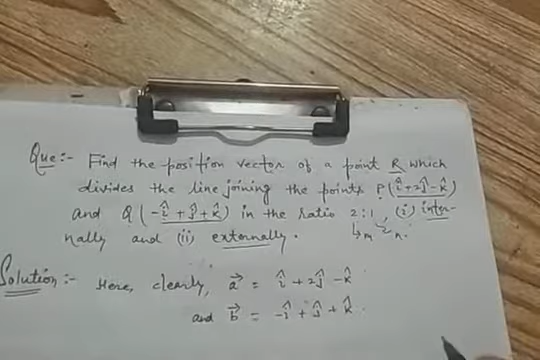 Que:- Find the position vector of a point R which
divides the line joining the points P(î+2ĵ-k̂)
and Q(-î+ĵ+k̂) in the ratio 2:1, (i) inter-
nally and (ii) externally. ↳m ↳n.
Solution:- Here, clearly, a⃗ = î + 2ĵ - k̂
and b⃗ = -î + ĵ + k̂.